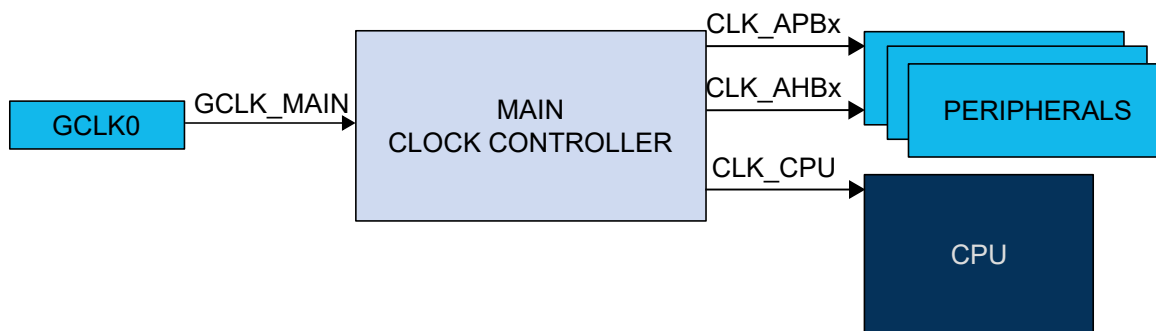 GCLK0
GCLK_MAIN
MAIN
CLOCK CONTROLLER
CLK_APBx
CLK_AHBx
CLK_CPU
PERIPHERALS
CPU